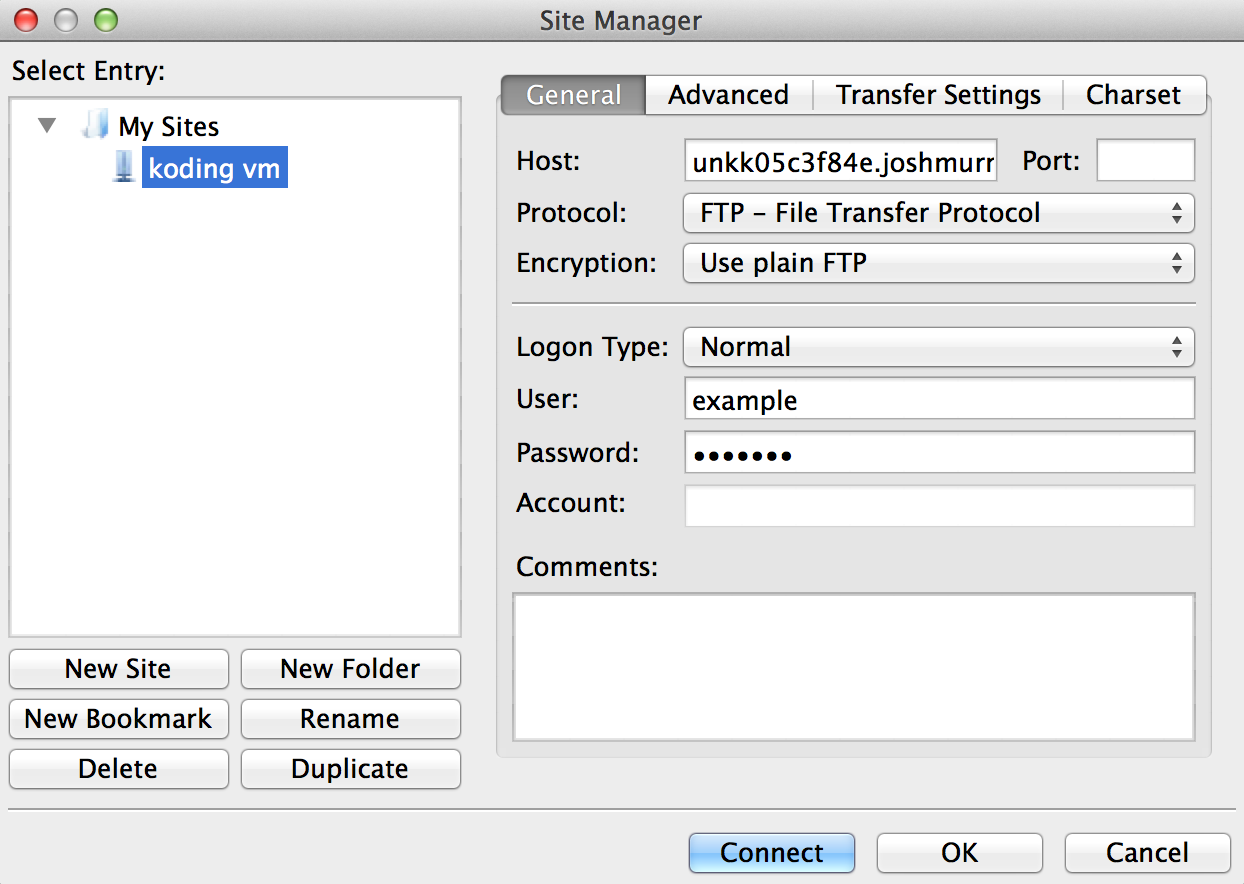 Site Manager
Select Entry:
My Sites
koding vm
New Site New Folder
New Bookmark Rename
Delete Duplicate
General Advanced Transfer Settings Charset
Host: unkk05c3f84e.joshmurr Port:
Protocol: FTP – File Transfer Protocol
Encryption: Use plain FTP
Logon Type: Normal
User: example
Password: •••••••
Account:
Comments:
Connect OK Cancel